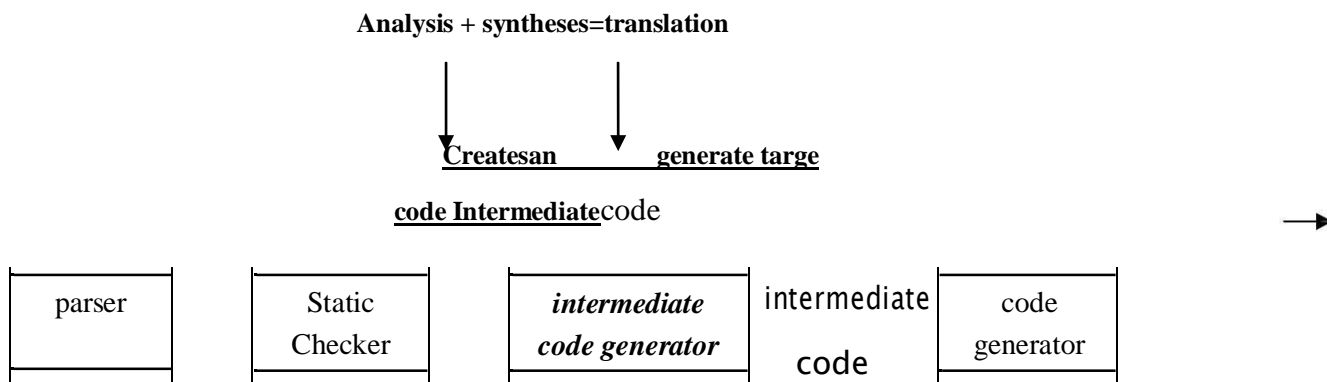 Analysis + syntheses=translation
Createsan generate targe
code Intermediatecode
parser Static intermediate intermediate code
Checker code generator code generator